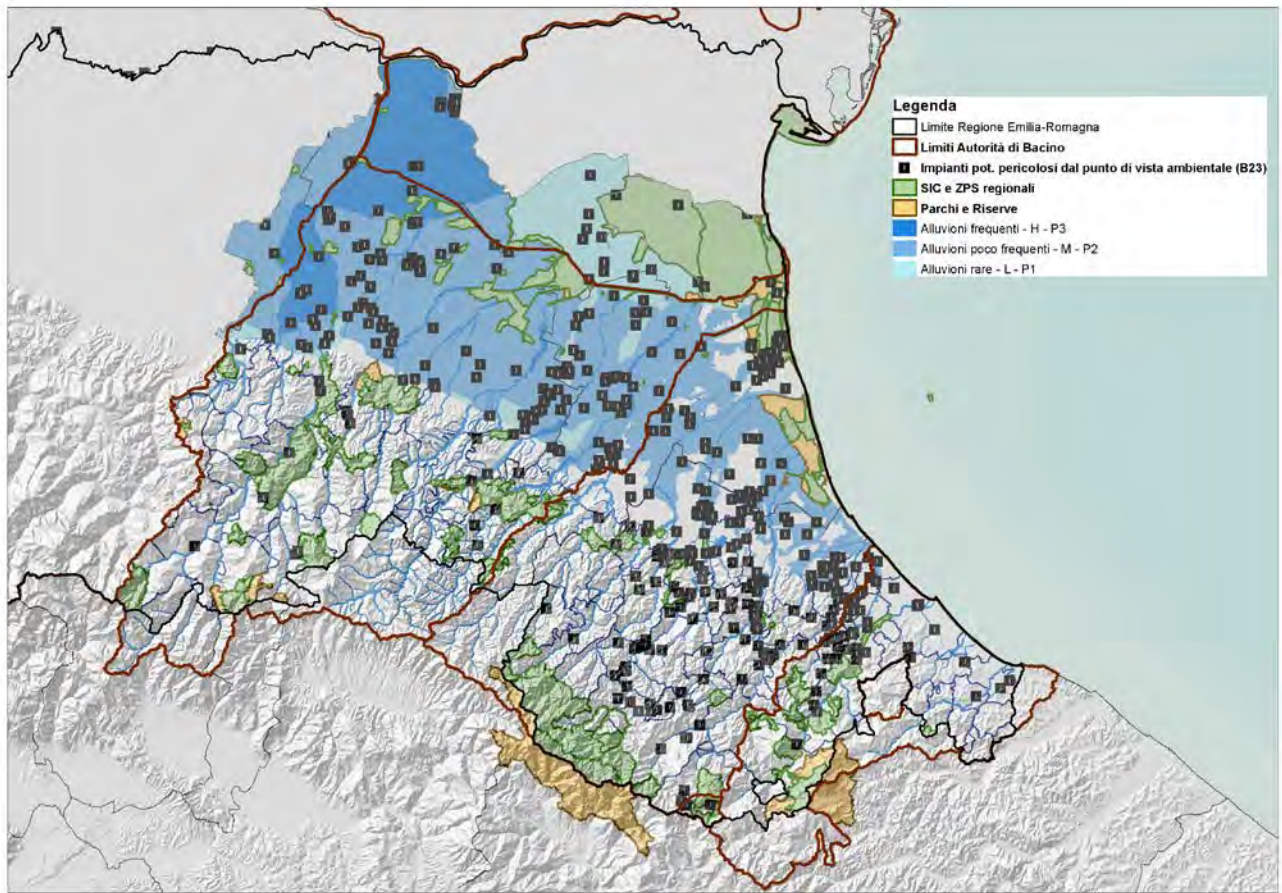 Legenda
Limite Regione Emilia-Romagna
Limiti Autorità di Bacino
Impianti pot. pericolosi dal punto di vista ambientale (B23)
SIC e ZPS regionali
Parchi e Riserve
Alluvioni frequenti - H - P3
Alluvioni poco frequenti - M - P2
Alluvioni rare - L - P1